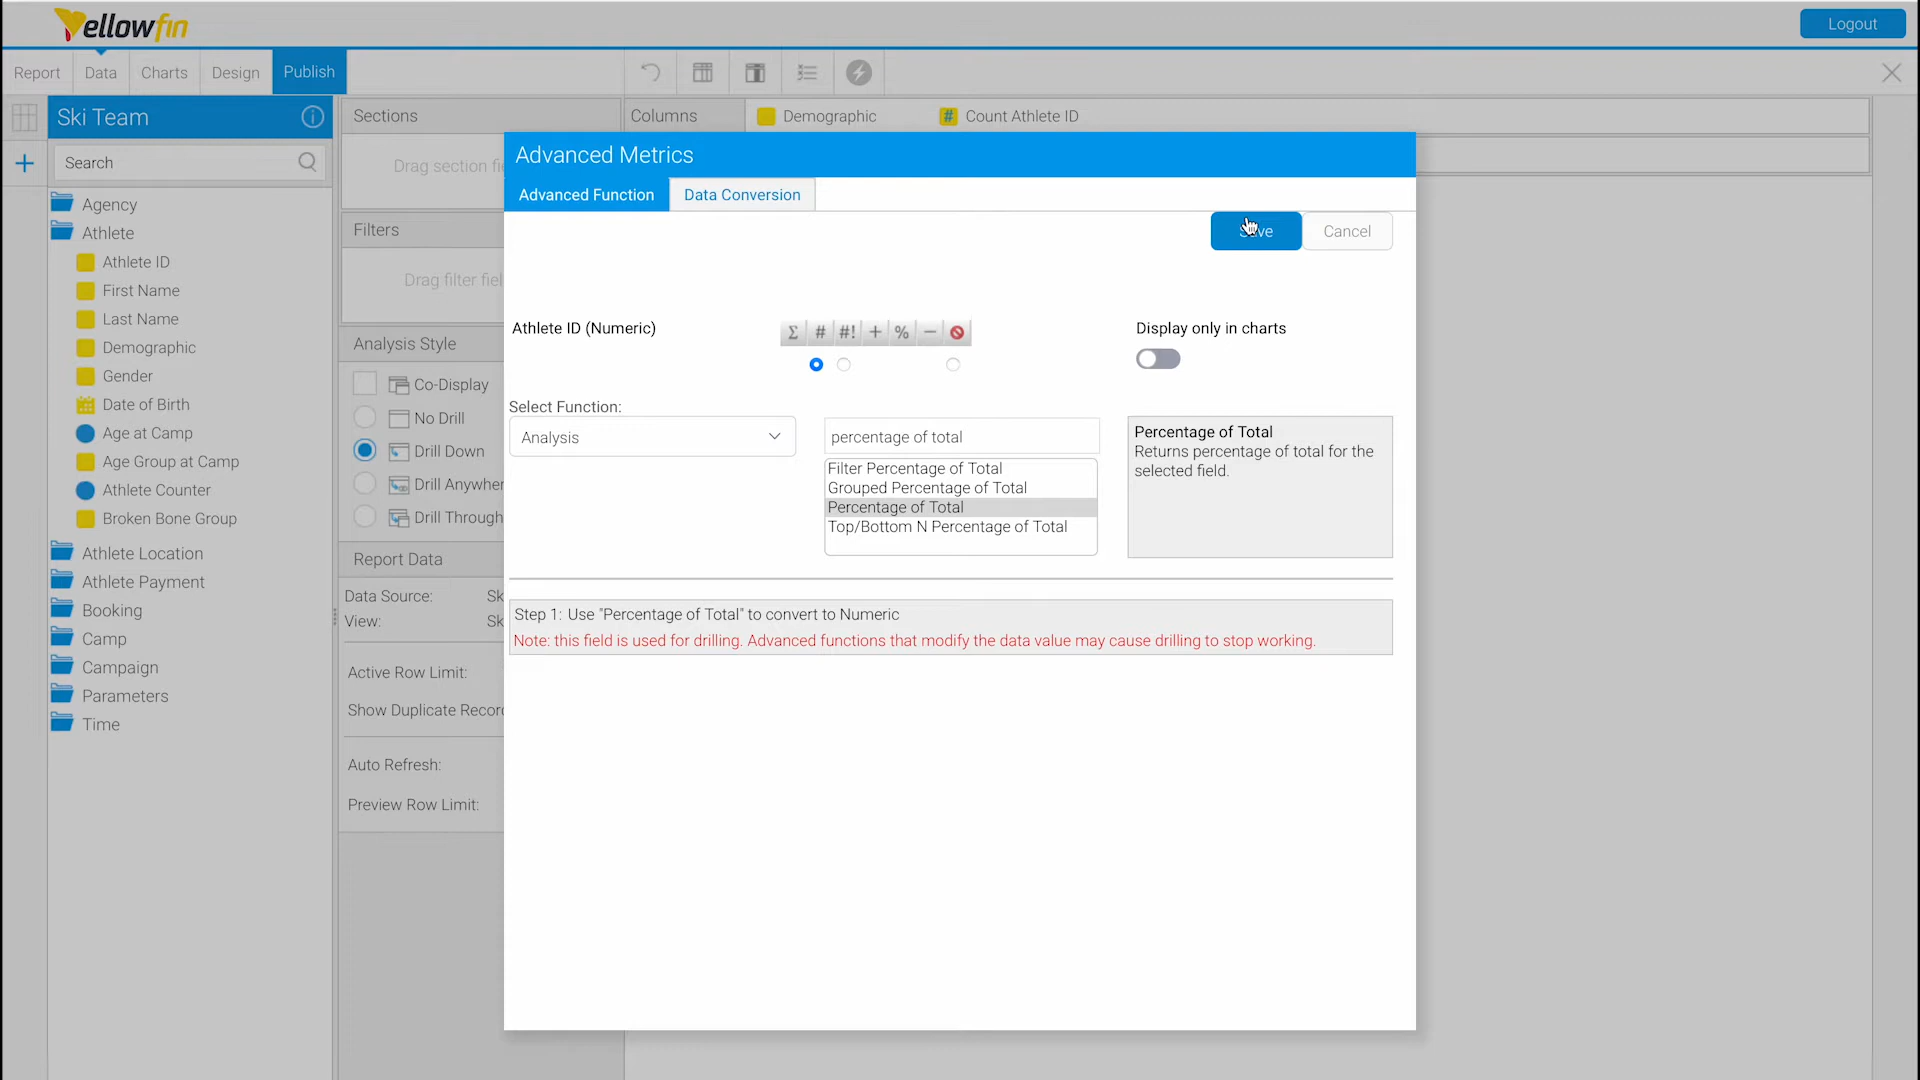 Yellowfin
Logout
Report
Data
Charts
Design
Publish
Ski Team
Sections
Columns
Demographic
# Count Athlete ID
Search
Drag section fie
Advanced Metrics
Advanced Function
Data Conversion
Agency
Athlete
Athlete ID
First Name
Last Name
Demographic
Gender
Date of Birth
Age at Camp
Age Group at Camp
Athlete Counter
Broken Bone Group
Athlete Location
Athlete Payment
Booking
Camp
Campaign
Parameters
Time
Filters
Drag filter fiel
Analysis Style
Co-Display
No Drill
Drill Down
Drill Anywher
Drill Through
Report Data
Data Source: Sk
View: Sk
Active Row Limit:
Show Duplicate Record
Auto Refresh:
Preview Row Limit:
Cancel
Athlete ID (Numeric)
Σ # #! + % −
Display only in charts
Select Function:
Analysis
percentage of total
Filter Percentage of Total
Grouped Percentage of Total
Percentage of Total
Top/Bottom N Percentage of Total
Percentage of Total
Returns percentage of total for the
selected field.
Step 1: Use "Percentage of Total" to convert to Numeric
Note: this field is used for drilling. Advanced functions that modify the data value may cause drilling to stop working.